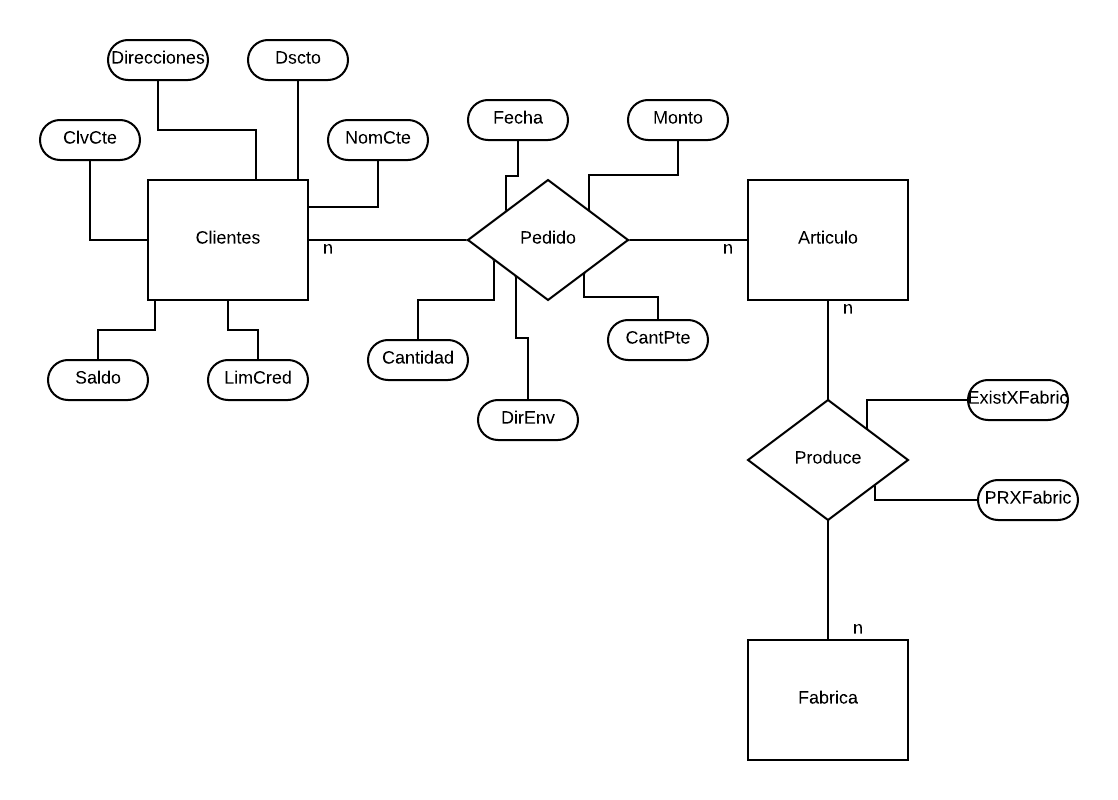 Direcciones
Dscto
ClvCte
NomCte
Fecha
Monto
Clientes
n
Pedido
n
Articulo
n
Saldo
LimCred
Cantidad
CantPte
DirEnv
ExistXFabric
Produce
PRXFabric
n
Fabrica